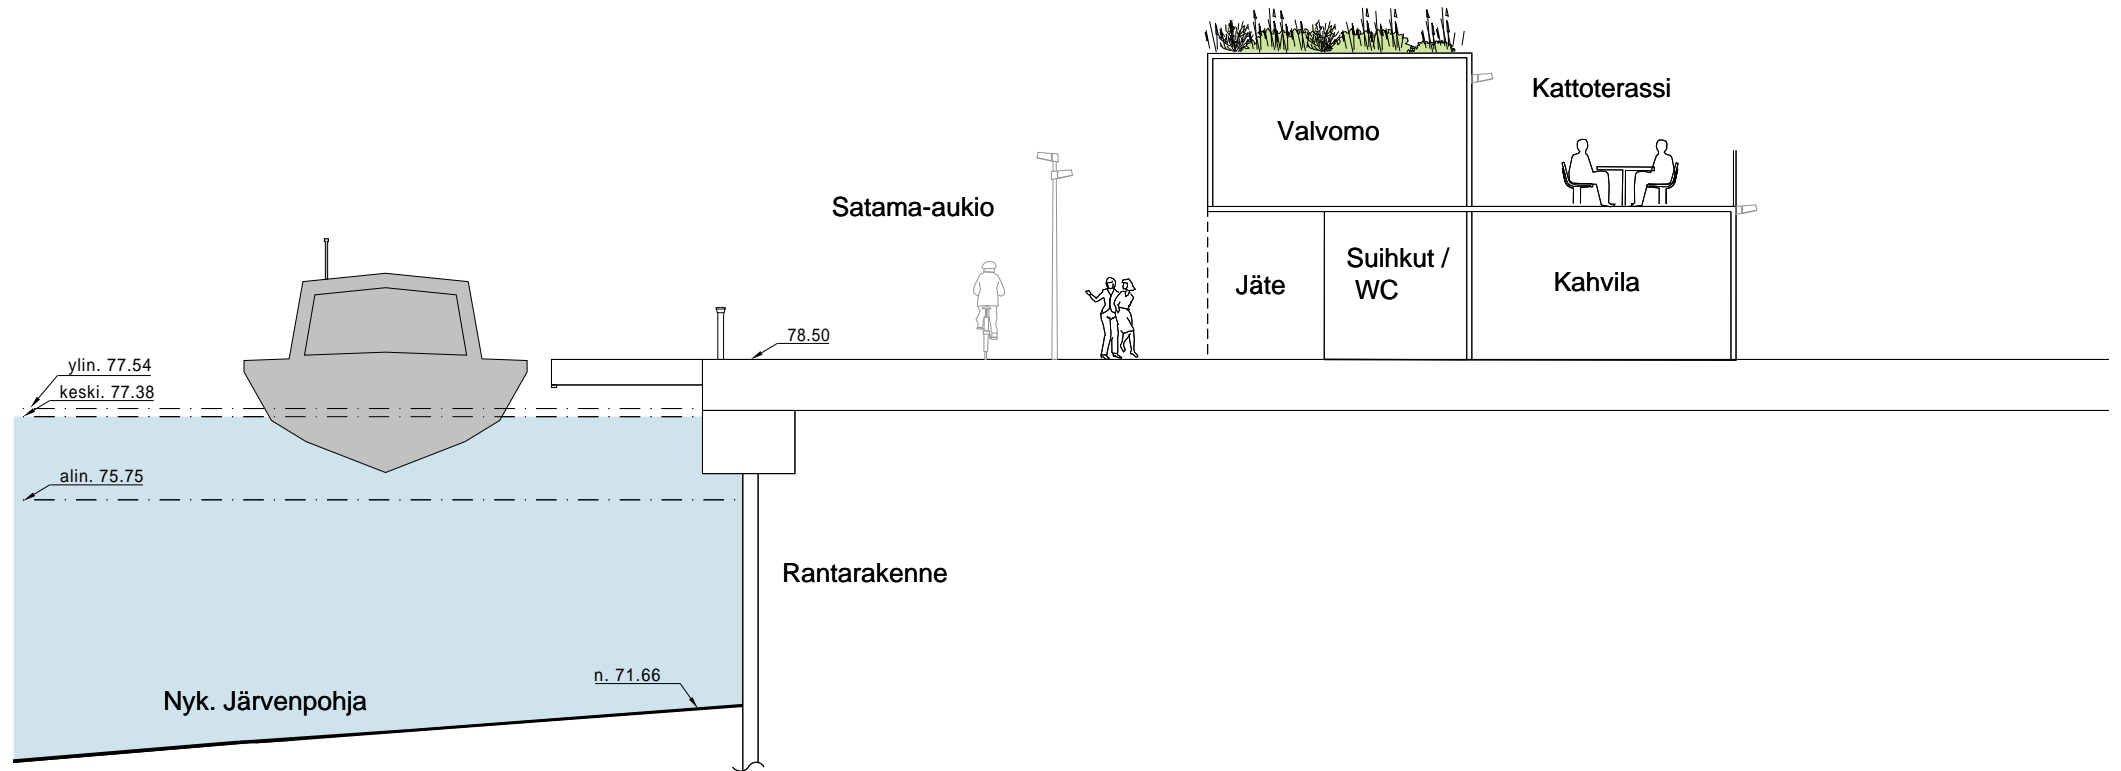 Kattoterassi
Valvomo
Satama-aukio
Jäte
Suihkut /
WC
Kahvila
78.50
ylin. 77.54
keski. 77.38
alin. 75.75
Rantarakenne
n. 71.66
Nyk. Järvenpohja